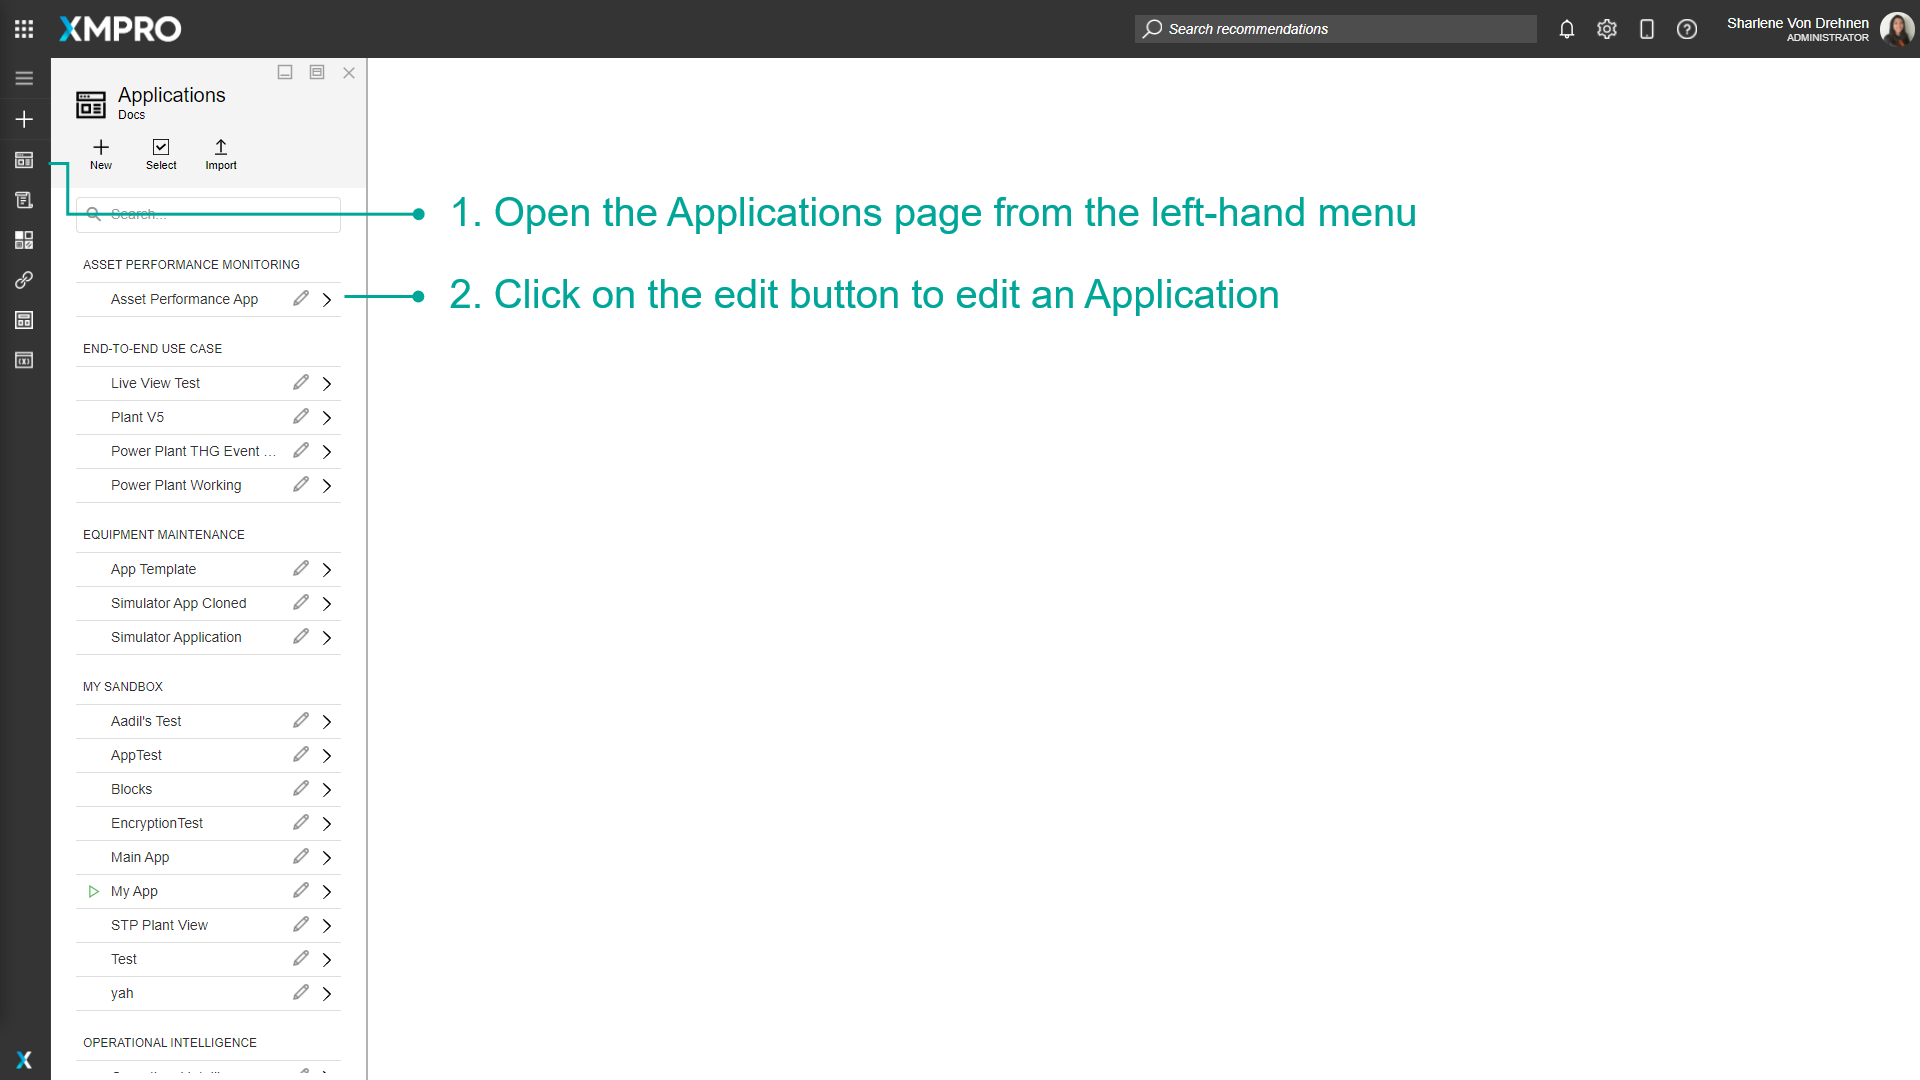 XMPRO
Search recommendations
Sharlene Von Drehnen
ADMINISTRATOR
Applications
Docs
New
Select
Import
Search...
1. Open the Applications page from the left-hand menu
ASSET PERFORMANCE MONITORING
Asset Performance App
2. Click on the edit button to edit an Application
END-TO-END USE CASE
Live View Test
Plant V5
Power Plant THG Event ...
Power Plant Working
EQUIPMENT MAINTENANCE
App Template
Simulator App Cloned
Simulator Application
MY SANDBOX
Aadil's Test
AppTest
Blocks
EncryptionTest
Main App
My App
STP Plant View
Test
yah
OPERATIONAL INTELLIGENCE